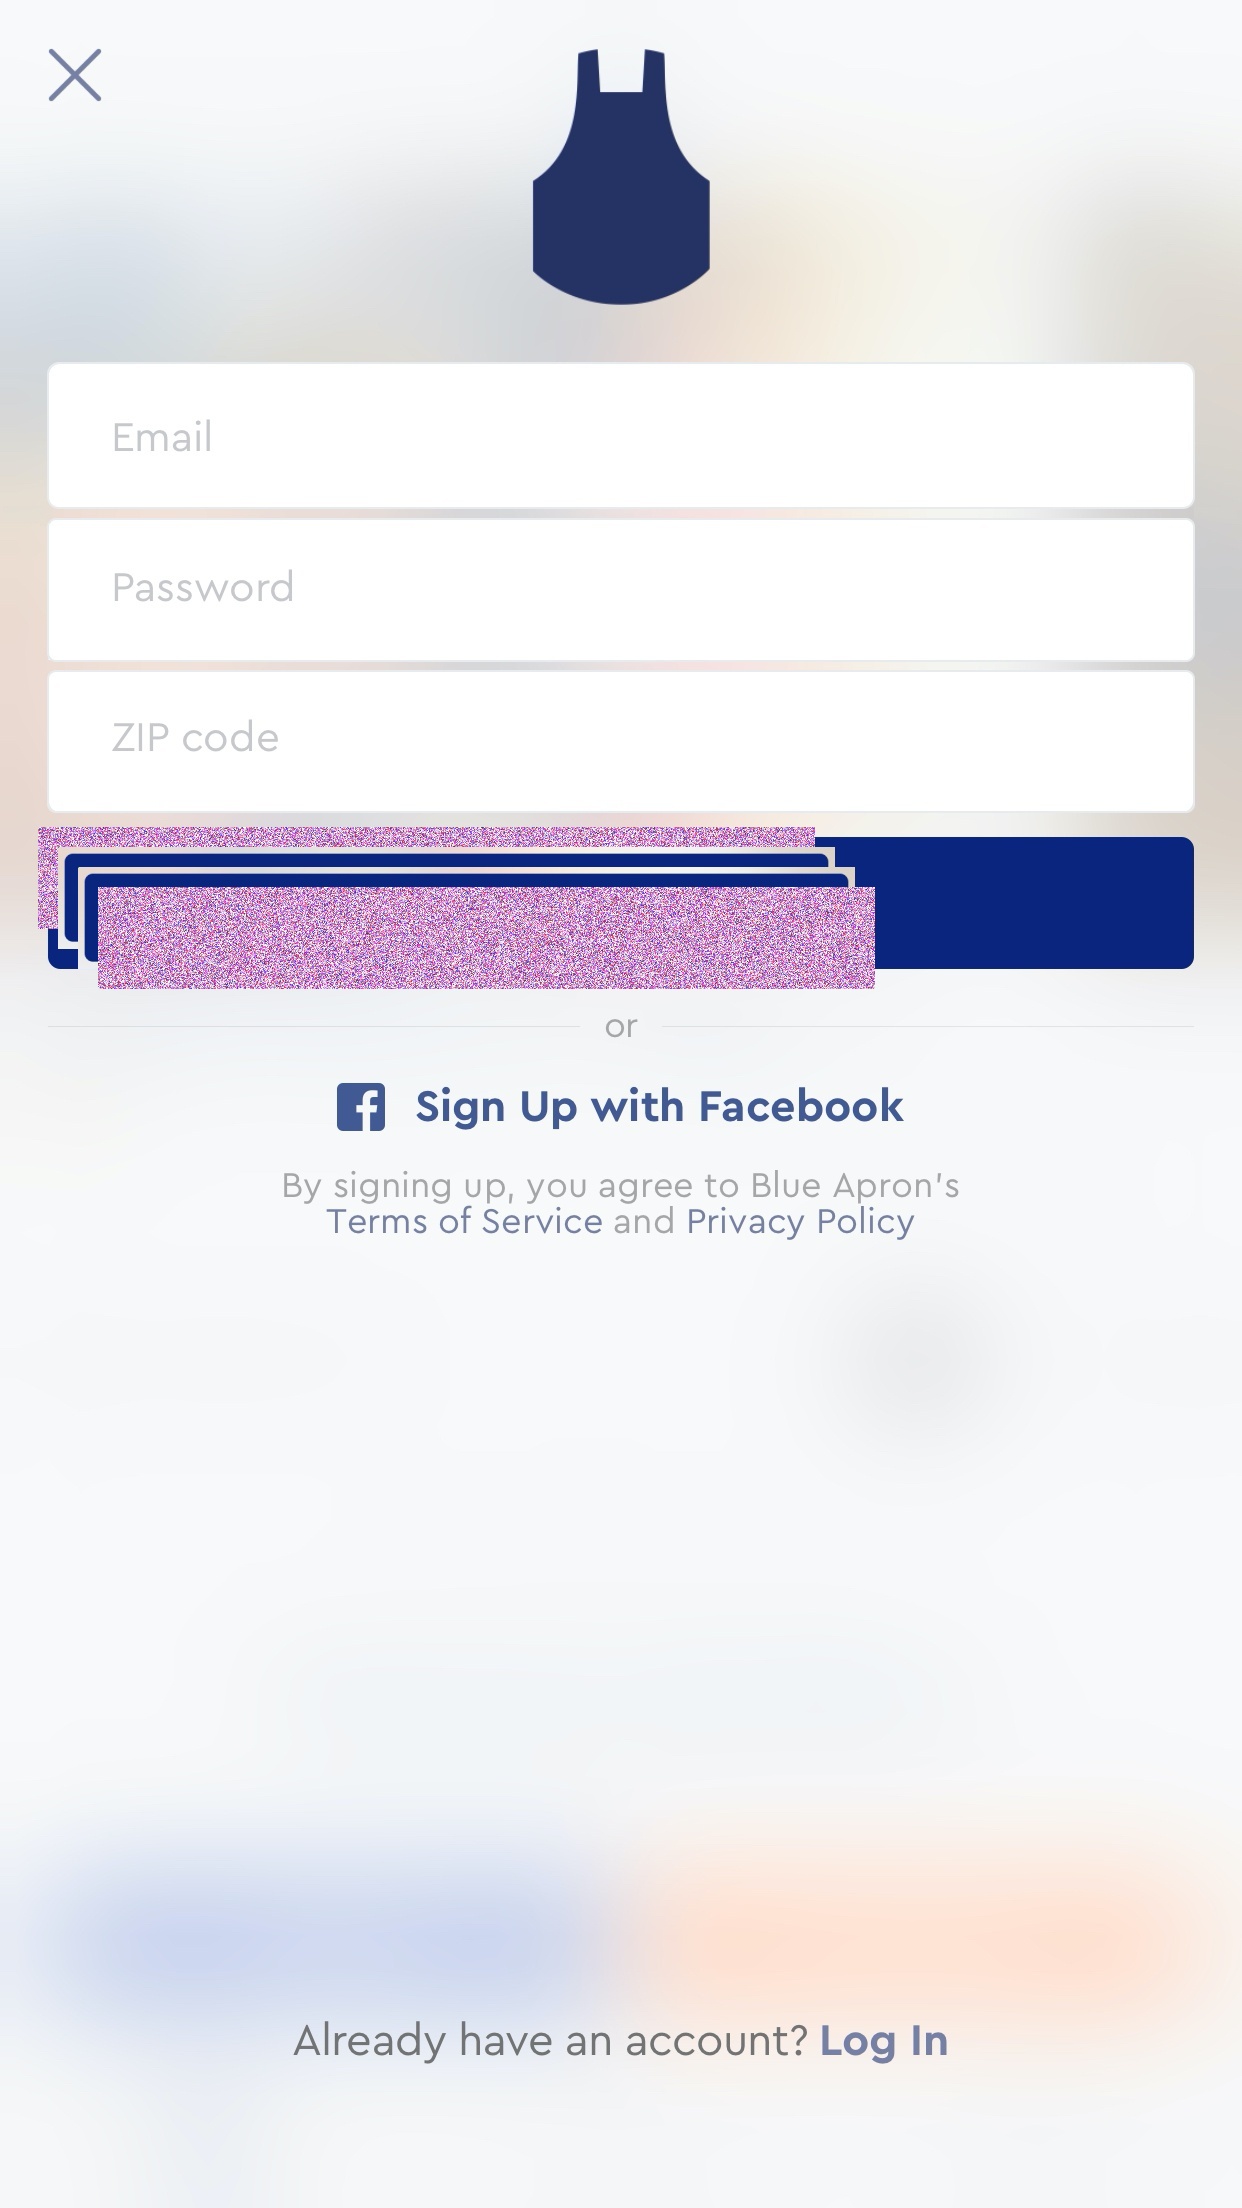 Email
Password
ZIP code
or
Sign Up with Facebook
By signing up, you agree to Blue Apron's
Terms of Service and Privacy Policy
Already have an account? Log In